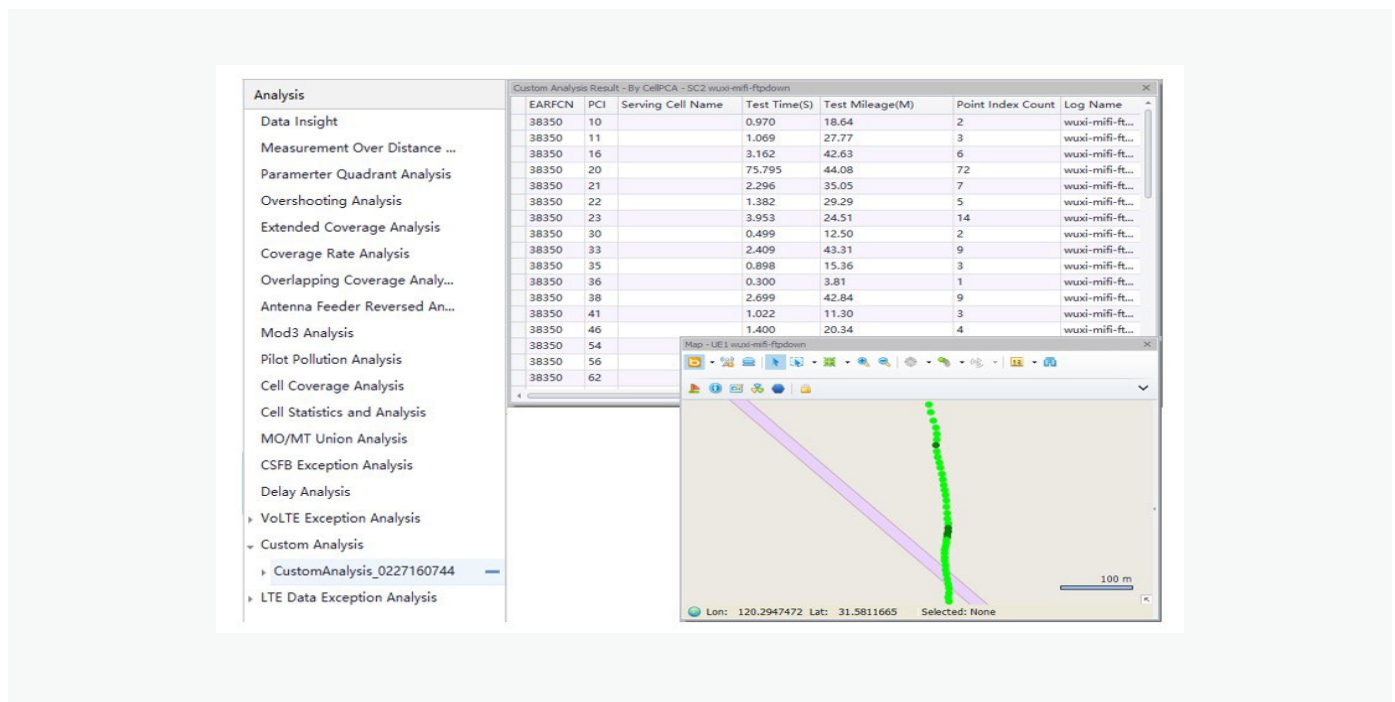 Analysis
Data Insight
Measurement Over Distance ...
Paramerter Quadrant Analysis
Overshooting Analysis
Extended Coverage Analysis
Coverage Rate Analysis
Overlapping Coverage Analy...
Antenna Feeder Reversed An...
Mod3 Analysis
Pilot Pollution Analysis
Cell Coverage Analysis
Cell Statistics and Analysis
MO/MT Union Analysis
CSFB Exception Analysis
Delay Analysis
VoLTE Exception Analysis
Custom Analysis
CustomAnalysis_0227160744
LTE Data Exception Analysis
Custom Analysis Result - By CellPCA - SC2 wuxi-mifi-ftpdown
EARFCN PCI Serving Cell Name Test Time(S) Test Mileage(M) Point Index Count Log Name
38350 10 0.970 18.64 2 wuxi-mifi-ft...
38350 11 1.069 27.77 3 wuxi-mifi-ft...
38350 16 3.162 42.63 6 wuxi-mifi-ft...
38350 20 75.795 44.08 72 wuxi-mifi-ft...
38350 21 2.296 35.05 7 wuxi-mifi-ft...
38350 22 1.382 29.29 5 wuxi-mifi-ft...
38350 23 3.953 24.51 14 wuxi-mifi-ft...
38350 30 0.499 12.50 2 wuxi-mifi-ft...
38350 33 2.409 43.31 9 wuxi-mifi-ft...
38350 35 0.898 15.36 3 wuxi-mifi-ft...
38350 36 0.300 3.81 1 wuxi-mifi-ft...
38350 38 2.699 42.84 9 wuxi-mifi-ft...
38350 41 1.022 11.30 3 wuxi-mifi-ft...
38350 46 1.400 20.34 4 wuxi-mifi-ft...
38350 54
38350 56
38350 62
Map - UE1 wuxi-mifi-ftpdown
100 m
Lon: 120.2947472 Lat: 31.5811665 Selected: None